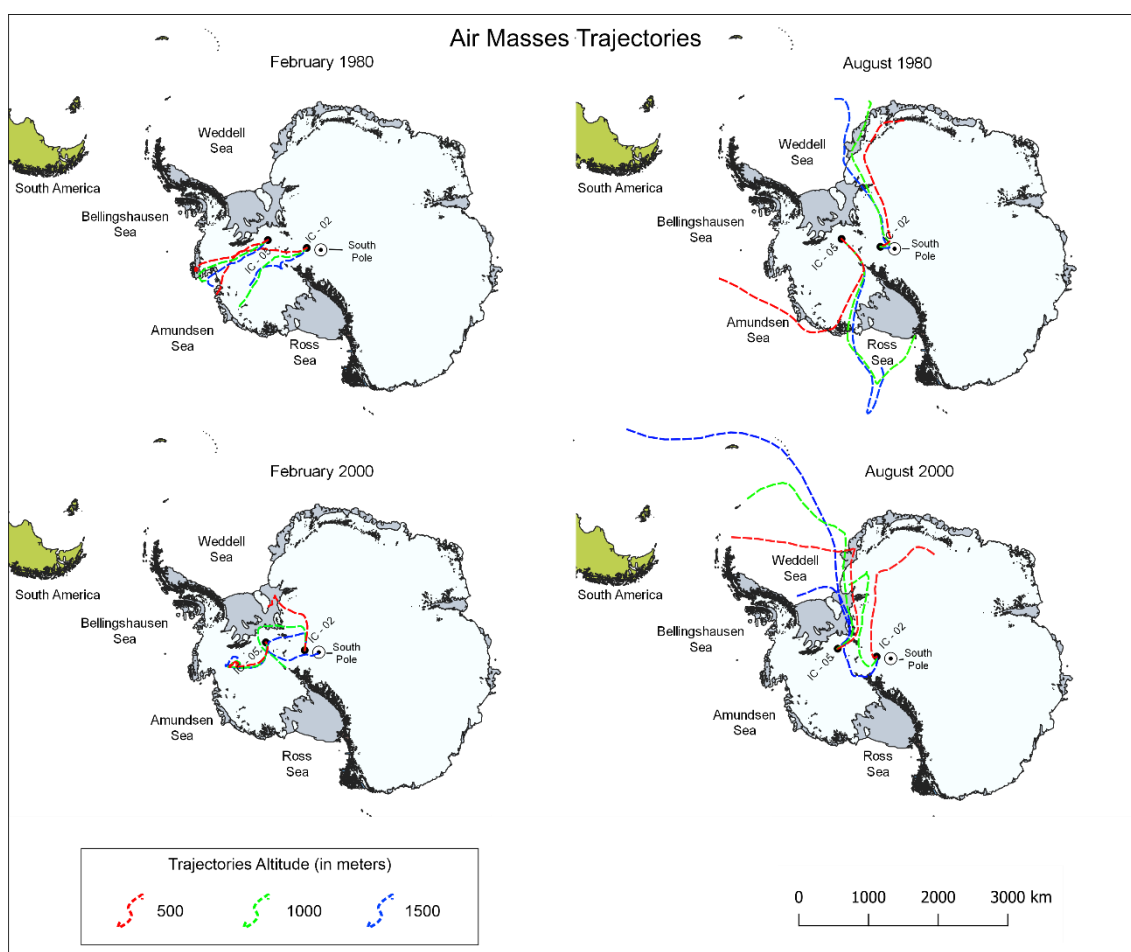 Air Masses Trajectories
February 1980
Weddell
Sea
South America
Bellingshausen
Sea
IC - 05
IC - 02
South
Pole
Amundsen
Sea
Ross
Sea
August 1980
Weddell
Sea
South America
Bellingshausen
Sea
IC - 05
IC - 02
South
Pole
Amundsen
Sea
Ross
Sea
February 2000
Weddell
Sea
South America
Bellingshausen
Sea
IC - 05
IC - 02
South
Pole
Amundsen
Sea
Ross
Sea
August 2000
Weddell
Sea
South America
Bellingshausen
Sea
IC - 05
IC - 02
South
Pole
Amundsen
Sea
Ross
Sea
Trajectories Altitude (in meters)
500 1000 1500
0 1000 2000 3000 km